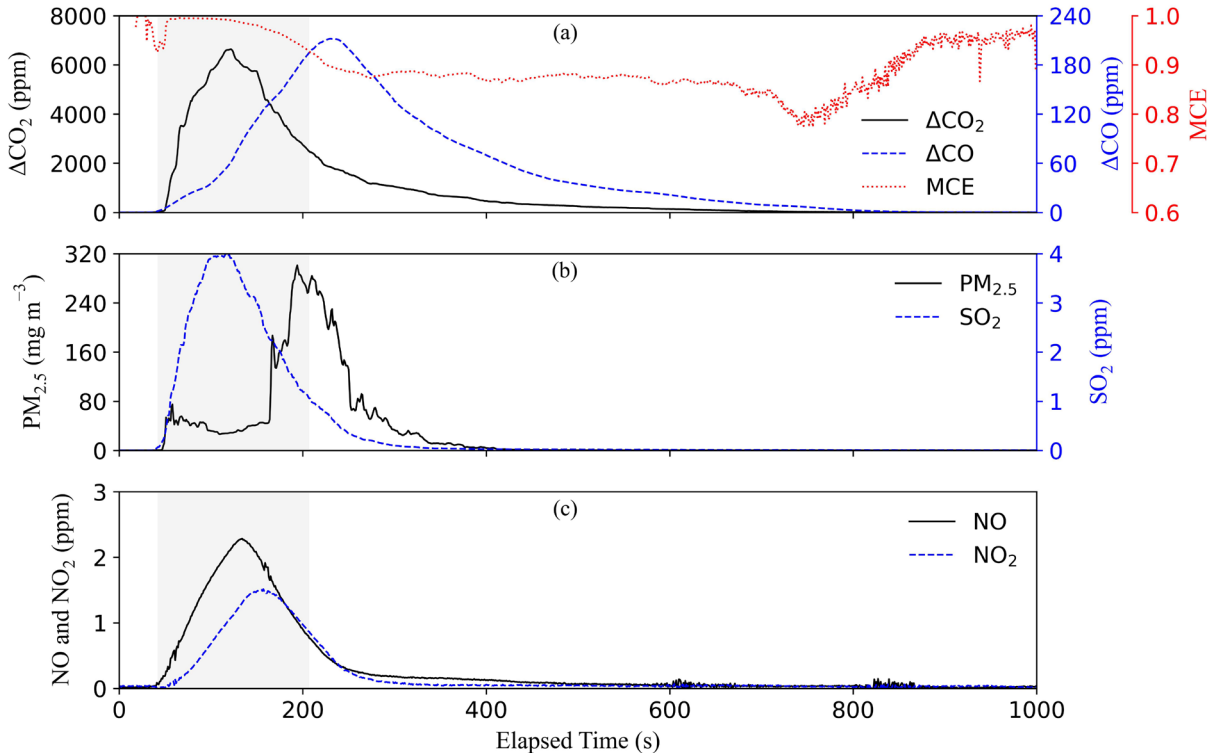 (a)
8000
6000
4000
2000
0
ΔCO₂ (ppm)
240
180
120
60
0
ΔCO (ppm)
1.0
0.9
0.8
0.7
0.6
MCE
ΔCO₂
ΔCO
MCE
(b)
320
240
160
80
0
PM₂.₅ (mg m⁻³)
4
3
2
1
0
SO₂ (ppm)
PM₂.₅
SO₂
(c)
3
2
1
0
NO and NO₂ (ppm)
NO
NO₂
0 200 400 600 800 1000
Elapsed Time (s)